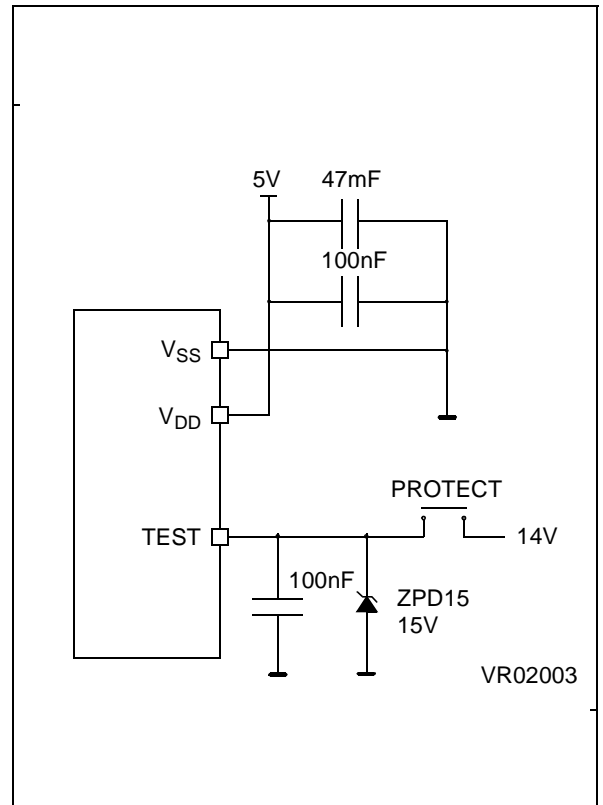 5V 47mF
100nF
VSS
VDD
PROTECT
TEST 14V
100nF ZPD15
15V
VR02003